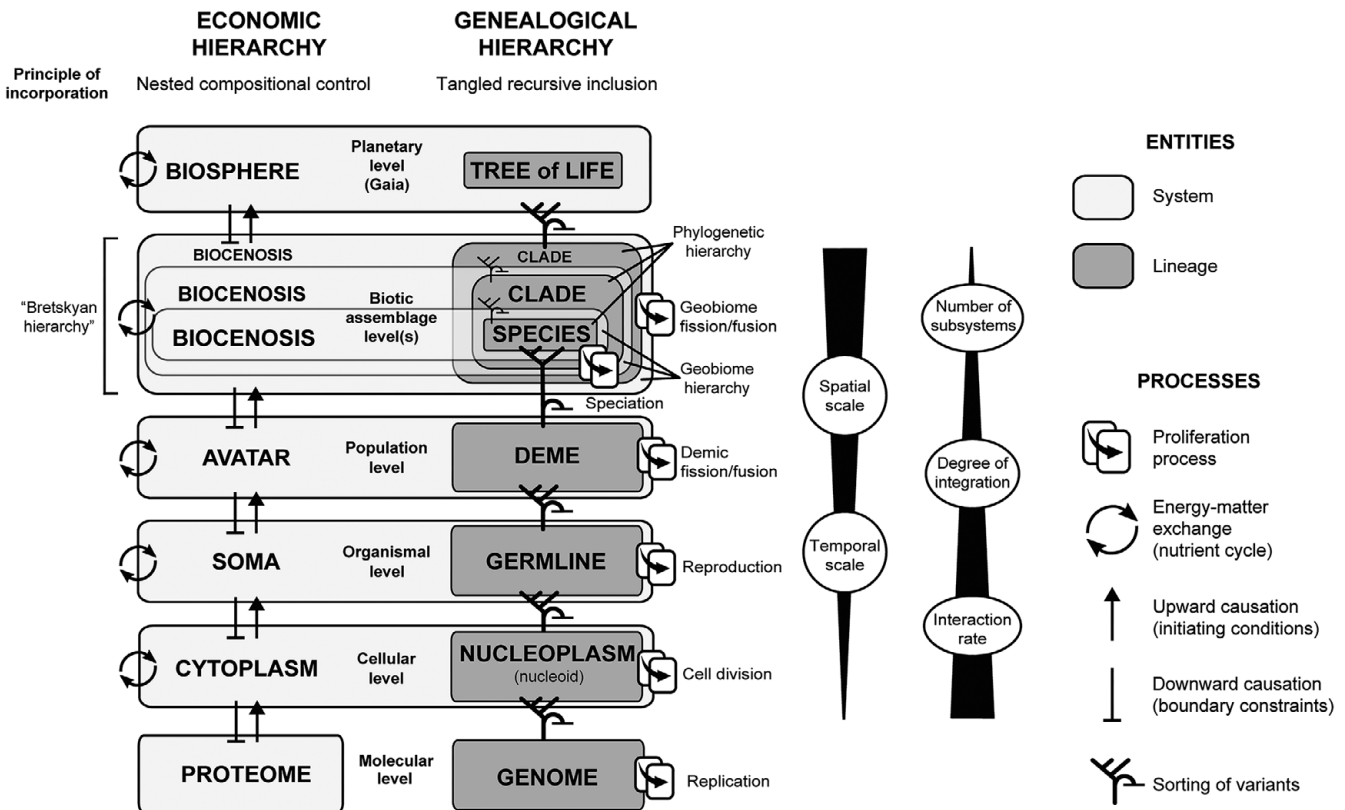 ECONOMIC
HIERARCHY
GENEALOGICAL
HIERARCHY
Principle of
incorporation
Nested compositional control
Tangled recursive inclusion
BIOSPHERE
Planetary
level
(Gaia)
TREE of LIFE
"Bretskyan
hierarchy"
BIOCENOSIS
BIOCENOSIS
BIOCENOSIS
Biotic
assemblage
level(s)
CLADE
CLADE
SPECIES
Phylogenetic
hierarchy
Geobiome
fission/fusion
Geobiome
hierarchy
Speciation
AVATAR
Population
level
DEME
Demic
fission/fusion
SOMA
Organismal
level
GERMLINE
Reproduction
CYTOPLASM
Cellular
level
NUCLEOPLASM
(nucleoid)
Cell division
PROTEOME
Molecular
level
GENOME
Replication
Spatial
scale
Temporal
scale
Number of
subsystems
Degree of
integration
Interaction
rate
ENTITIES
System
Lineage
PROCESSES
Proliferation
process
Energy-matter
exchange
(nutrient cycle)
Upward causation
(initiating conditions)
Downward causation
(boundary constraints)
Sorting of variants